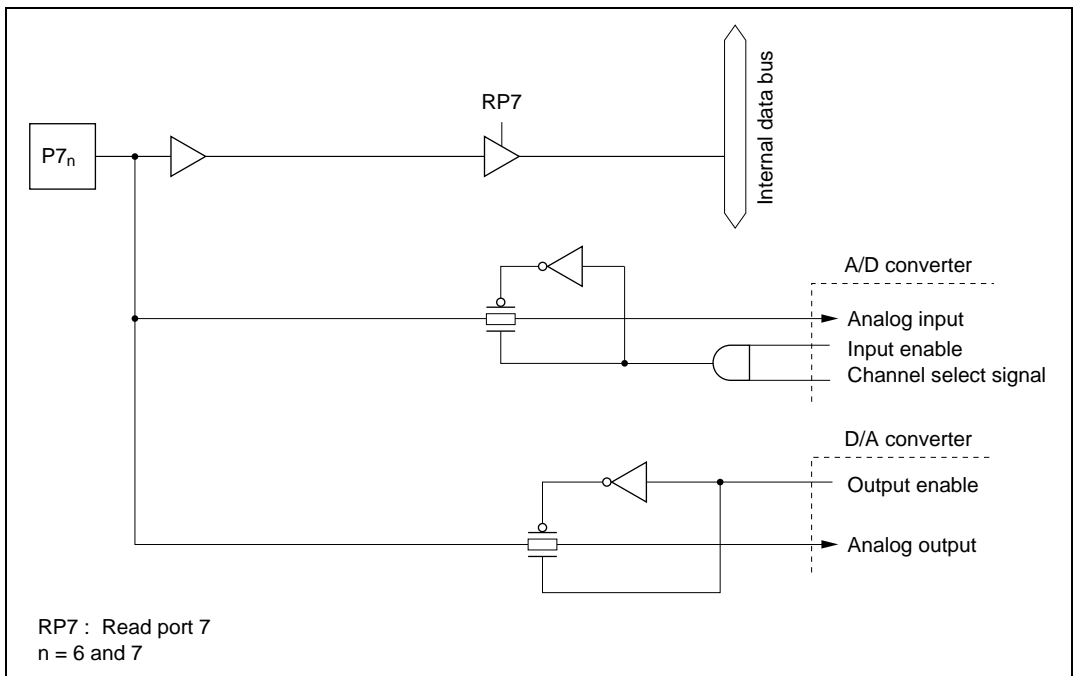 RP7
P7n
Internal data bus
A/D converter
Analog input
Input enable
Channel select signal
D/A converter
Output enable
Analog output
RP7 : Read port 7
n = 6 and 7